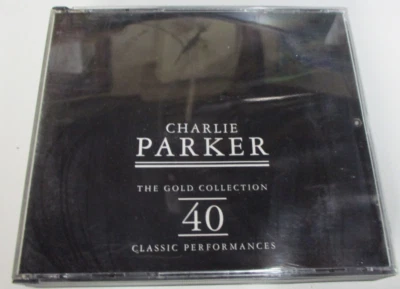 CHARLIE
PARKER
THE GOLD COLLECTION
40
CLASSIC PERFORMANCES